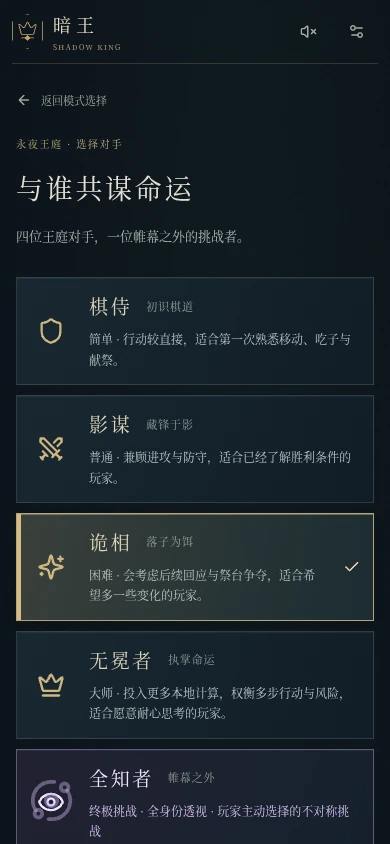 暗王
SHADOW KING
返回模式选择
永夜王庭 · 选择对手
与谁共谋命运
四位王庭对手，一位帷幕之外的挑战者。
棋侍 初识棋道
简单 · 行动较直接，适合第一次熟悉移动、吃子与
献祭。
影谋 藏锋于影
普通 · 兼顾进攻与防守，适合已经了解胜利条件的
玩家。
诡相 落子为饵
困难 · 会考虑后续回应与祭台争夺，适合希
望多一些变化的玩家。
无冕者 执掌命运
大师 · 投入更多本地计算，权衡多步行动与风险，
适合愿意耐心思考的玩家。
全知者 帷幕之外
终极挑战 · 全身份透视 · 玩家主动选择的不对称挑
战